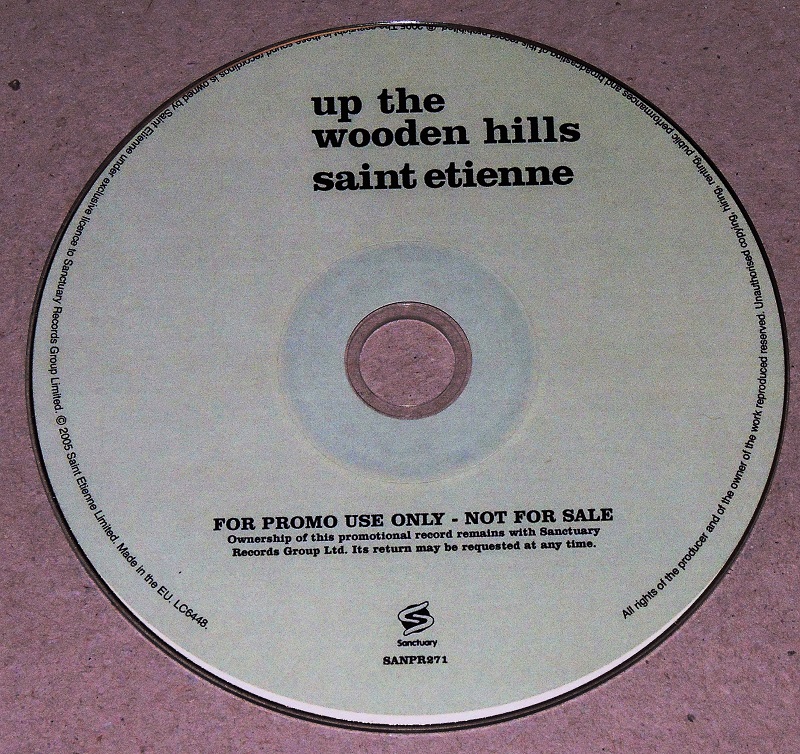 up the
wooden hills
saint etienne
FOR PROMO USE ONLY - NOT FOR SALE
Ownership of this promotional record remains with Sanctuary
Records Group Ltd. Its return may be requested at any time.
Sanctuary
SANPR271
All rights of the producer and of the owner of the work reproduced reserved. Unauthorised copying, hiring, renting, public performances and broadcasting of this
in these sound recordings is owned by Saint Etienne under exclusive licence to Sanctuary Records Group Limited. © 2005 Saint Etienne Limited. Made in the EU. LC6448.